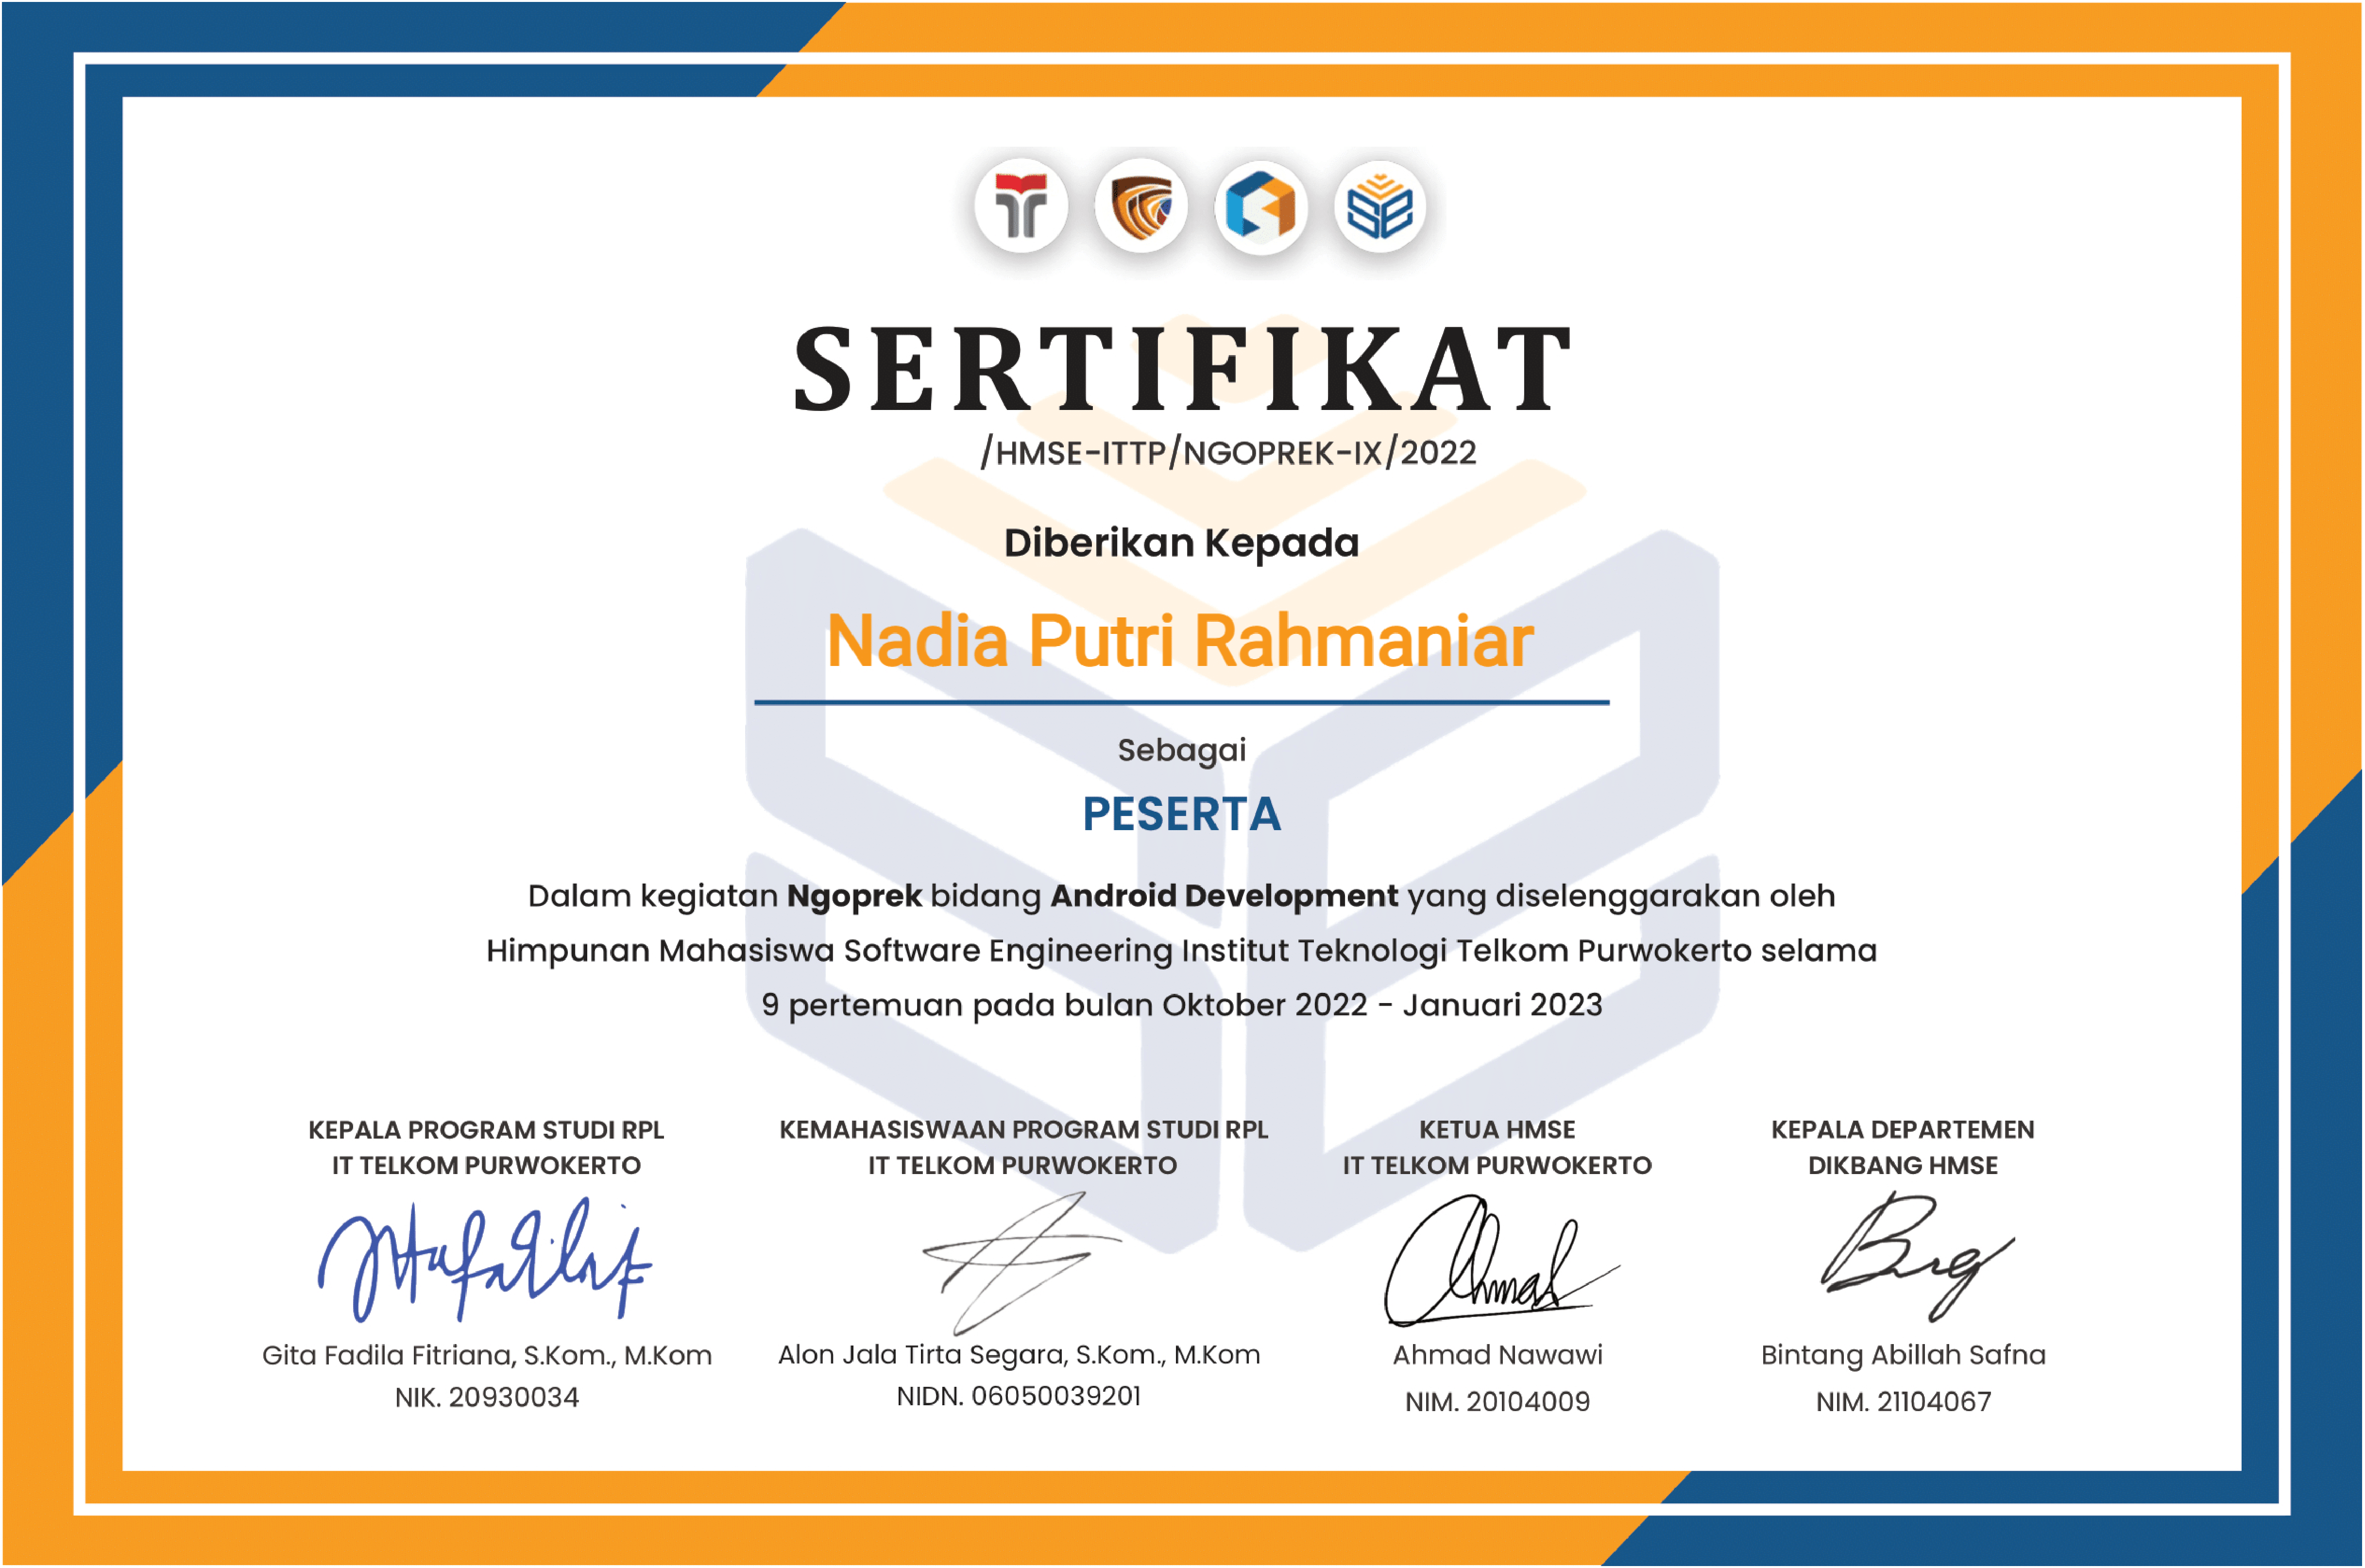 SERTIFIKAT
/HMSE-ITTP/NGOPREK-IX/2022
Diberikan Kepada
Nadia Putri Rahmaniar
Sebagai
PESERTA
Dalam kegiatan Ngoprek bidang Android Development yang diselenggarakan oleh
Himpunan Mahasiswa Software Engineering Institut Teknologi Telkom Purwokerto selama
9 pertemuan pada bulan Oktober 2022 - Januari 2023
KEPALA PROGRAM STUDI RPL
IT TELKOM PURWOKERTO
Gita Fadila Fitriana, S.Kom., M.Kom
NIK. 20930034
KEMAHASISWAAN PROGRAM STUDI RPL
IT TELKOM PURWOKERTO
Alon Jala Tirta Segara, S.Kom., M.Kom
NIDN. 06050039201
KETUA HMSE
IT TELKOM PURWOKERTO
Ahmad Nawawi
NIM. 20104009
KEPALA DEPARTEMEN
DIKBANG HMSE
Bintang Abillah Safna
NIM. 21104067